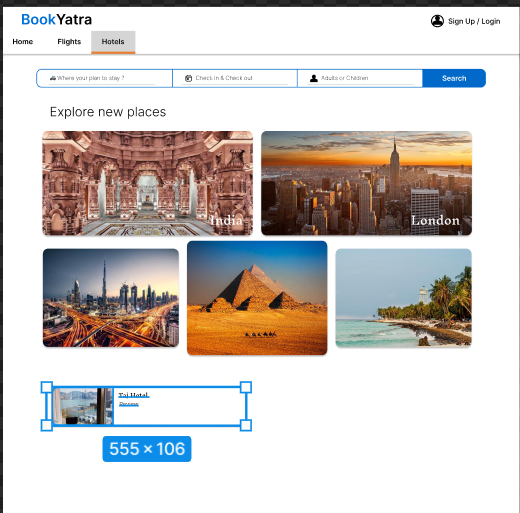 BookYatra
Sign Up / Login
Home Flights Hotels
Where your plan to stay ? Check in & Check out Adults or Children Search
Explore new places
India London
Taj Hotel
555 × 106